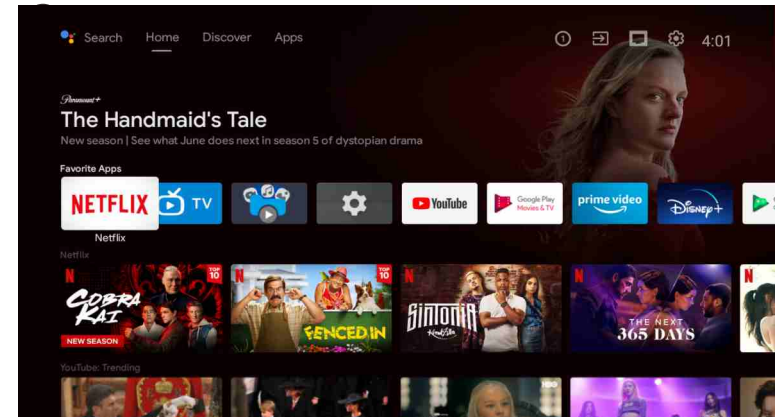 Search Home Discover Apps 1 4:01
Paramount+
The Handmaid's Tale
New season | See what June does next in season 5 of dystopian drama
Favorite Apps
NETFLIX TV YouTube Google Play Movies & TV prime video Disney+
Netflix
Netflix
N TOP 10 N TOP 10 N N N
COBRA KAI
NEW SEASON
FENCED IN
SINTONIA
THE NEXT
365 DAYS
YouTube: Trending
HBO